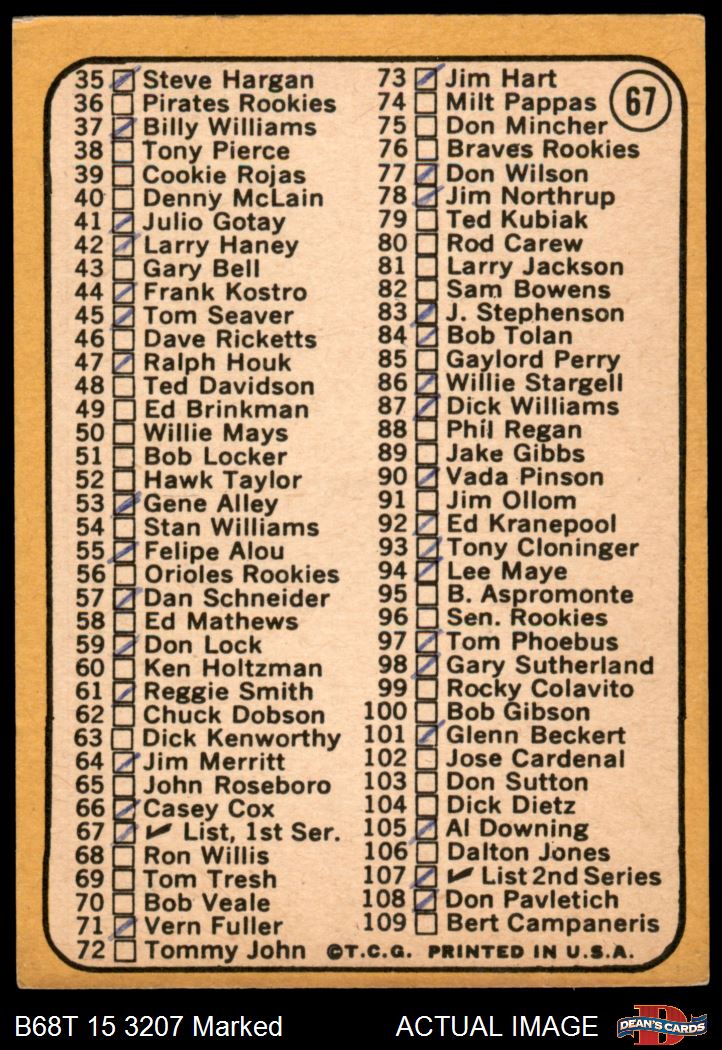 35 Steve Hargan
36 Pirates Rookies
37 Billy Williams
38 Tony Pierce
39 Cookie Rojas
40 Denny McLain
41 Julio Gotay
42 Larry Haney
43 Gary Bell
44 Frank Kostro
45 Tom Seaver
46 Dave Ricketts
47 Ralph Houk
48 Ted Davidson
49 Ed Brinkman
50 Willie Mays
51 Bob Locker
52 Hawk Taylor
53 Gene Alley
54 Stan Williams
55 Felipe Alou
56 Orioles Rookies
57 Dan Schneider
58 Ed Mathews
59 Don Lock
60 Ken Holtzman
61 Reggie Smith
62 Chuck Dobson
63 Dick Kenworthy
64 Jim Merritt
65 John Roseboro
66 Casey Cox
67 ✔ List, 1st Ser.
68 Ron Willis
69 Tom Tresh
70 Bob Veale
71 Vern Fuller
72 Tommy John
73 Jim Hart
74 Milt Pappas
75 Don Mincher
76 Braves Rookies
77 Don Wilson
78 Jim Northrup
79 Ted Kubiak
80 Rod Carew
81 Larry Jackson
82 Sam Bowens
83 J. Stephenson
84 Bob Tolan
85 Gaylord Perry
86 Willie Stargell
87 Dick Williams
88 Phil Regan
89 Jake Gibbs
90 Vada Pinson
91 Jim Ollom
92 Ed Kranepool
93 Tony Cloninger
94 Lee Maye
95 B. Aspromonte
96 Sen. Rookies
97 Tom Phoebus
98 Gary Sutherland
99 Rocky Colavito
100 Bob Gibson
101 Glenn Beckert
102 Jose Cardenal
103 Don Sutton
104 Dick Dietz
105 Al Downing
106 Dalton Jones
107 ✔ List 2nd Series
108 Don Pavletich
109 Bert Campaneris
67
©T.C.G. PRINTED IN U.S.A.
B68T 15 3207 Marked
ACTUAL IMAGE
D
DEAN'S CARDS